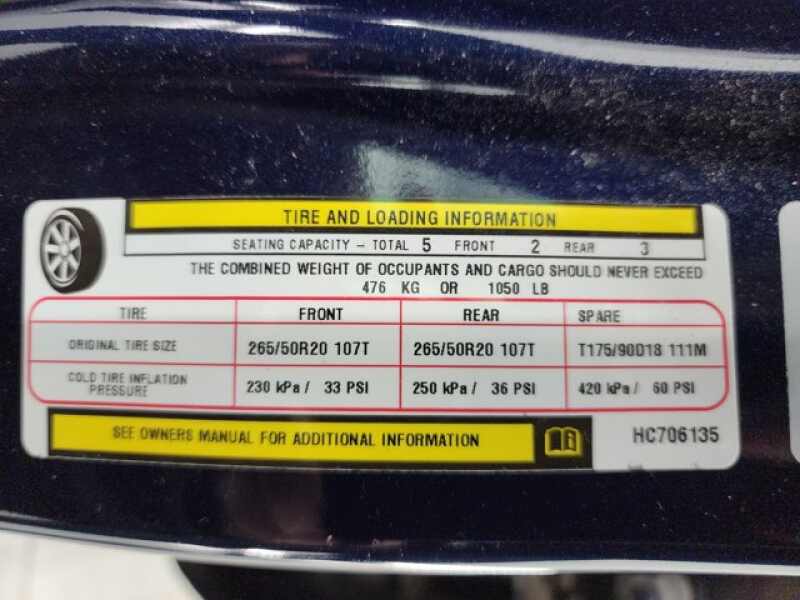 TIRE AND LOADING INFORMATION
SEATING CAPACITY – TOTAL 5 FRONT 2 REAR 3
THE COMBINED WEIGHT OF OCCUPANTS AND CARGO SHOULD NEVER EXCEED
476 KG OR 1050 LB
TIRE FRONT REAR SPARE
ORIGINAL TIRE SIZE 265/50R20 107T 265/50R20 107T T175/90D18 111M
COLD TIRE INFLATION PRESSURE 230 kPa / 33 PSI 250 kPa / 36 PSI 420 kPa / 60 PSI
SEE OWNERS MANUAL FOR ADDITIONAL INFORMATION HC706135